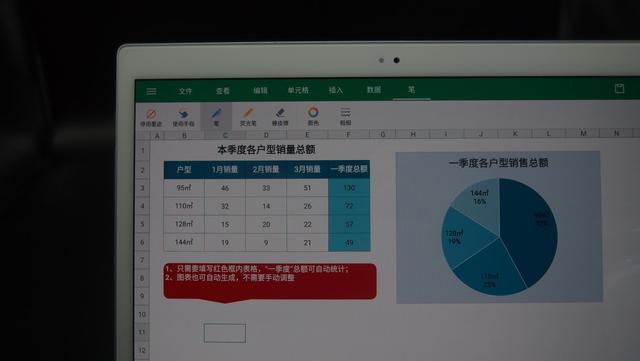 文件 查看 编辑 单元格 插入 数据 笔
停用墨迹 使用手指 笔 荧光笔 橡皮擦 颜色 粗细
A B C D E F G H I J K L M N
1 本季度各户型销量总额
2 户型 1月销量 2月销量 3月销量 一季度总额
3 95㎡ 46 33 51 130
4 110㎡ 32 14 26 72
5 128㎡ 15 20 22 57
6 144㎡ 19 9 21 49
7 1、只需要填写红色框内表格，"一季度"总额可自动统计；
8 2、图表也可自动生成，不需要手动调整
9
10
11
12
一季度各户型销售总额
144㎡
16%
128㎡
19%
110㎡
23%